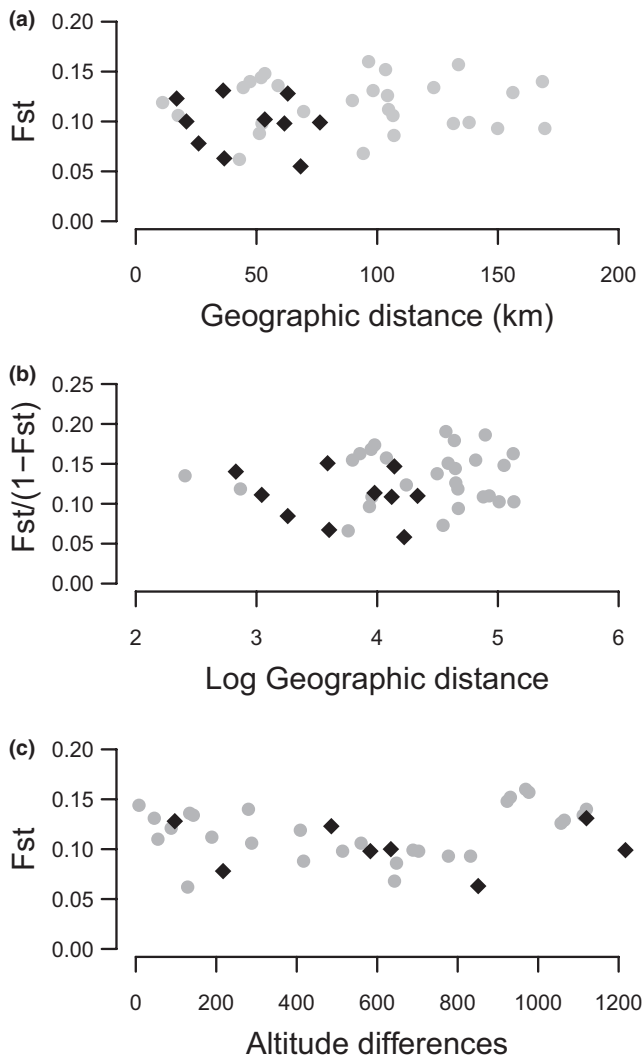 (a)
0.20
0.15
0.10
0.05
0.00
Fst
0 50 100 150 200
Geographic distance (km)
(b)
0.25
0.20
0.15
0.10
0.05
0.00
Fst/(1−Fst)
2 3 4 5 6
Log Geographic distance
(c)
0.20
0.15
0.10
0.05
0.00
Fst
0 200 400 600 800 1000 1200
Altitude differences